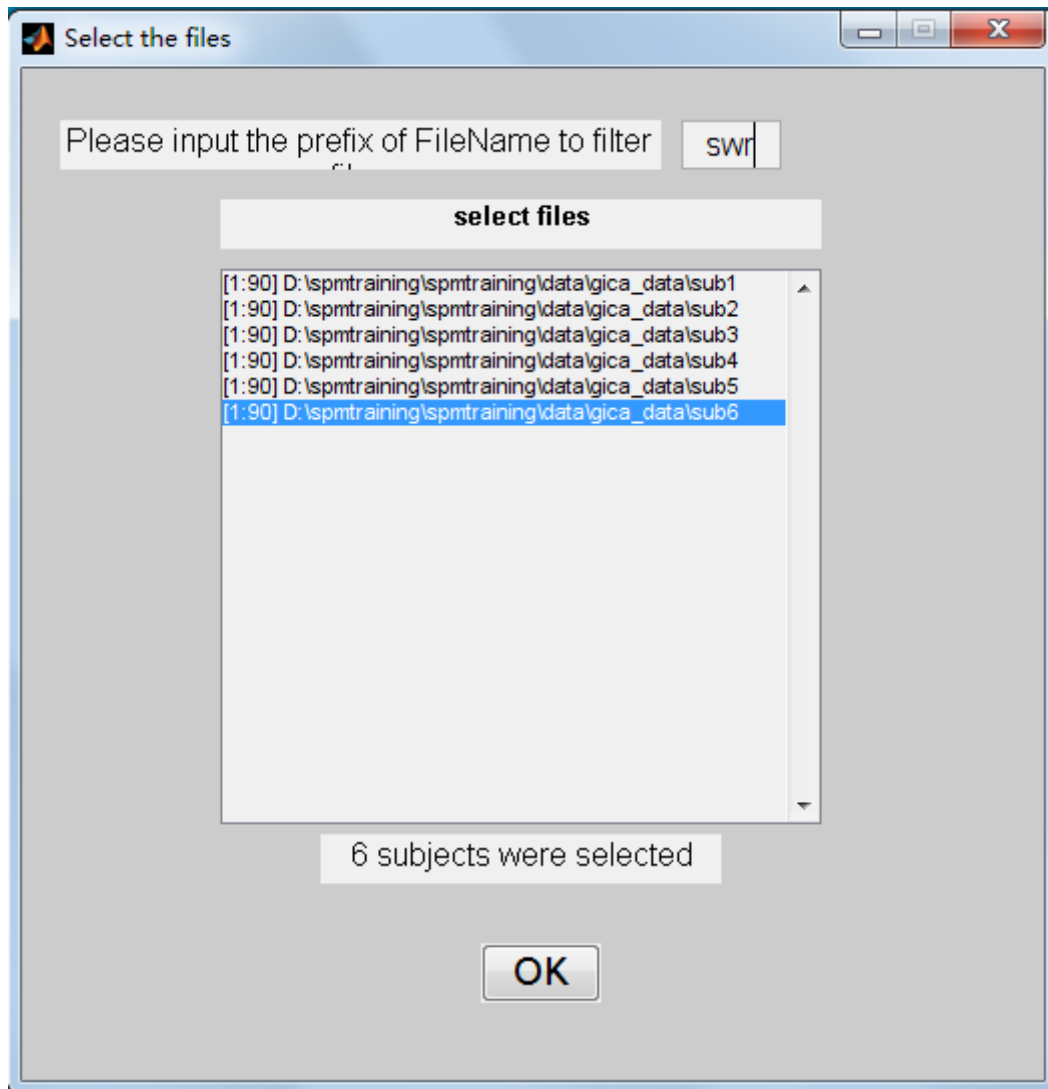 Select the files
Please input the prefix of FileName to filter
swr
select files
[1:90] D:\spmtraining\spmtraining\data\gica_data\sub1
[1:90] D:\spmtraining\spmtraining\data\gica_data\sub2
[1:90] D:\spmtraining\spmtraining\data\gica_data\sub3
[1:90] D:\spmtraining\spmtraining\data\gica_data\sub4
[1:90] D:\spmtraining\spmtraining\data\gica_data\sub5
[1:90] D:\spmtraining\spmtraining\data\gica_data\sub6
6 subjects were selected
OK